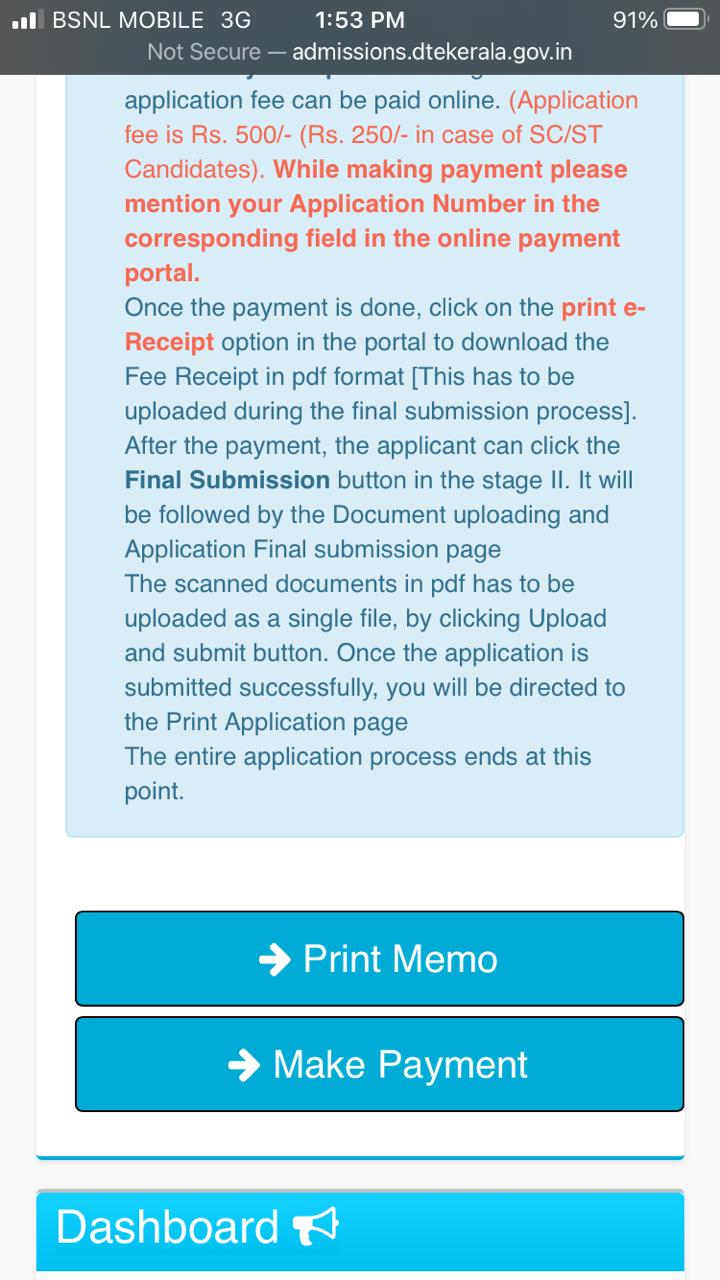 BSNL MOBILE 3G 1:53 PM 91%
Not Secure — admissions.dtekerala.gov.in
application fee can be paid online. (Application
fee is Rs. 500/- (Rs. 250/- in case of SC/ST
Candidates). While making payment please
mention your Application Number in the
corresponding field in the online payment
portal.
Once the payment is done, click on the print e-
Receipt option in the portal to download the
Fee Receipt in pdf format [This has to be
uploaded during the final submission process].
After the payment, the applicant can click the
Final Submission button in the stage II. It will
be followed by the Document uploading and
Application Final submission page
The scanned documents in pdf has to be
uploaded as a single file, by clicking Upload
and submit button. Once the application is
submitted successfully, you will be directed to
the Print Application page
The entire application process ends at this
point.
Print Memo
Make Payment
Dashboard